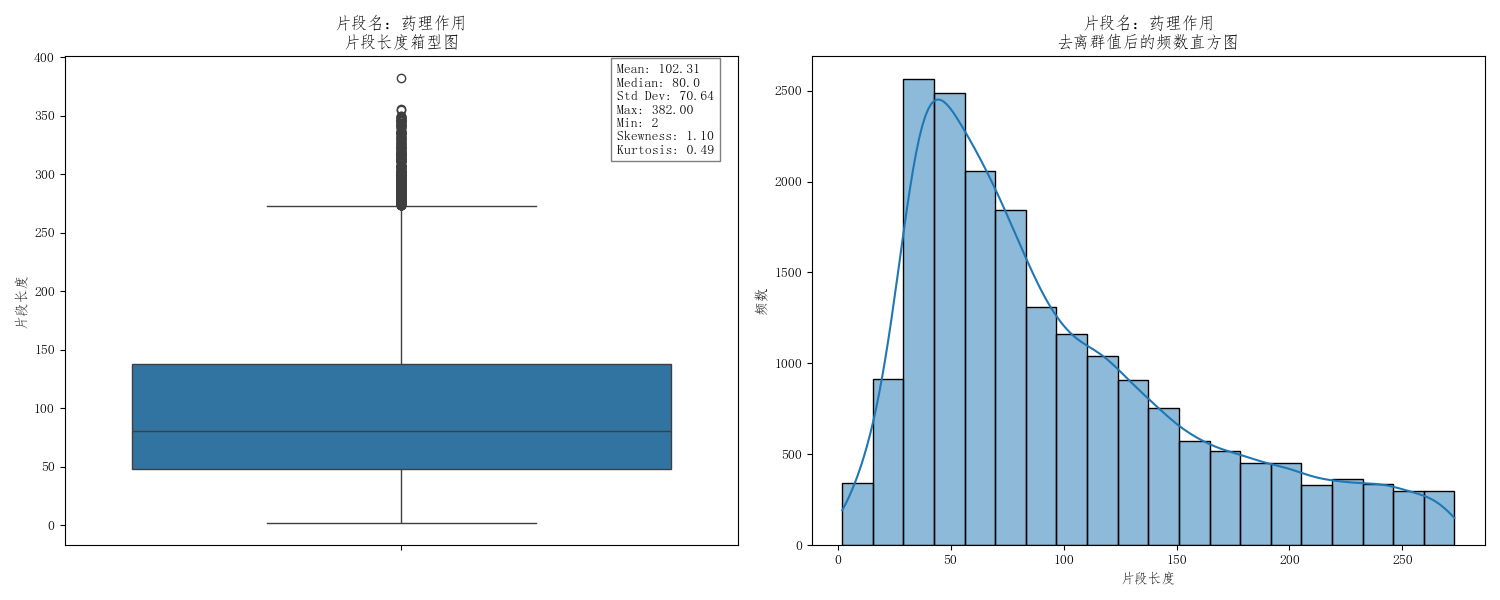 片段名：药理作用
片段长度箱型图
400
350
300
250
200
150
100
50
0
片段长度
Mean: 102.31
Median: 80.0
Std Dev: 70.64
Max: 382.00
Min: 2
Skewness: 1.10
Kurtosis: 0.49
片段名：药理作用
去离群值后的频数直方图
2500
2000
1500
1000
500
0
频数
0 50 100 150 200 250
片段长度